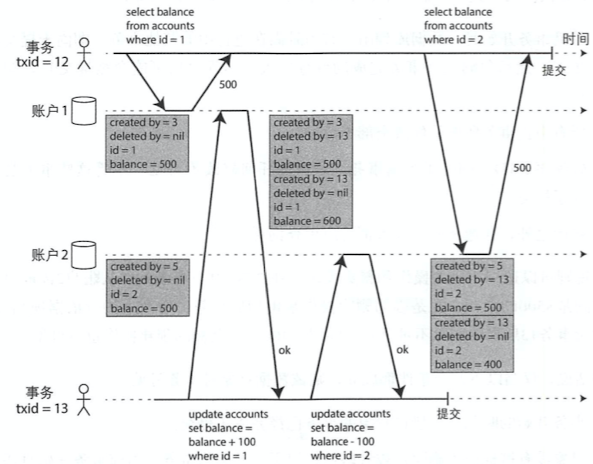 select balance
from accounts
where id = 1
select balance
from accounts
where id = 2
时间
事务
txid = 12
提交
500
账户1
created by = 3
deleted by = nil
id = 1
balance = 500
created by = 3
deleted by = 13
id = 1
balance = 500
created by = 13
deleted by = nil
id = 1
balance = 600
500
账户2
created by = 5
deleted by = nil
id = 2
balance = 500
created by = 5
deleted by = 13
id = 2
balance = 500
created by = 13
deleted by = nil
id = 2
balance = 400
ok
ok
事务
txid = 13
提交
update accounts
set balance =
balance + 100
where id = 1
update accounts
set balance =
balance - 100
where id = 2